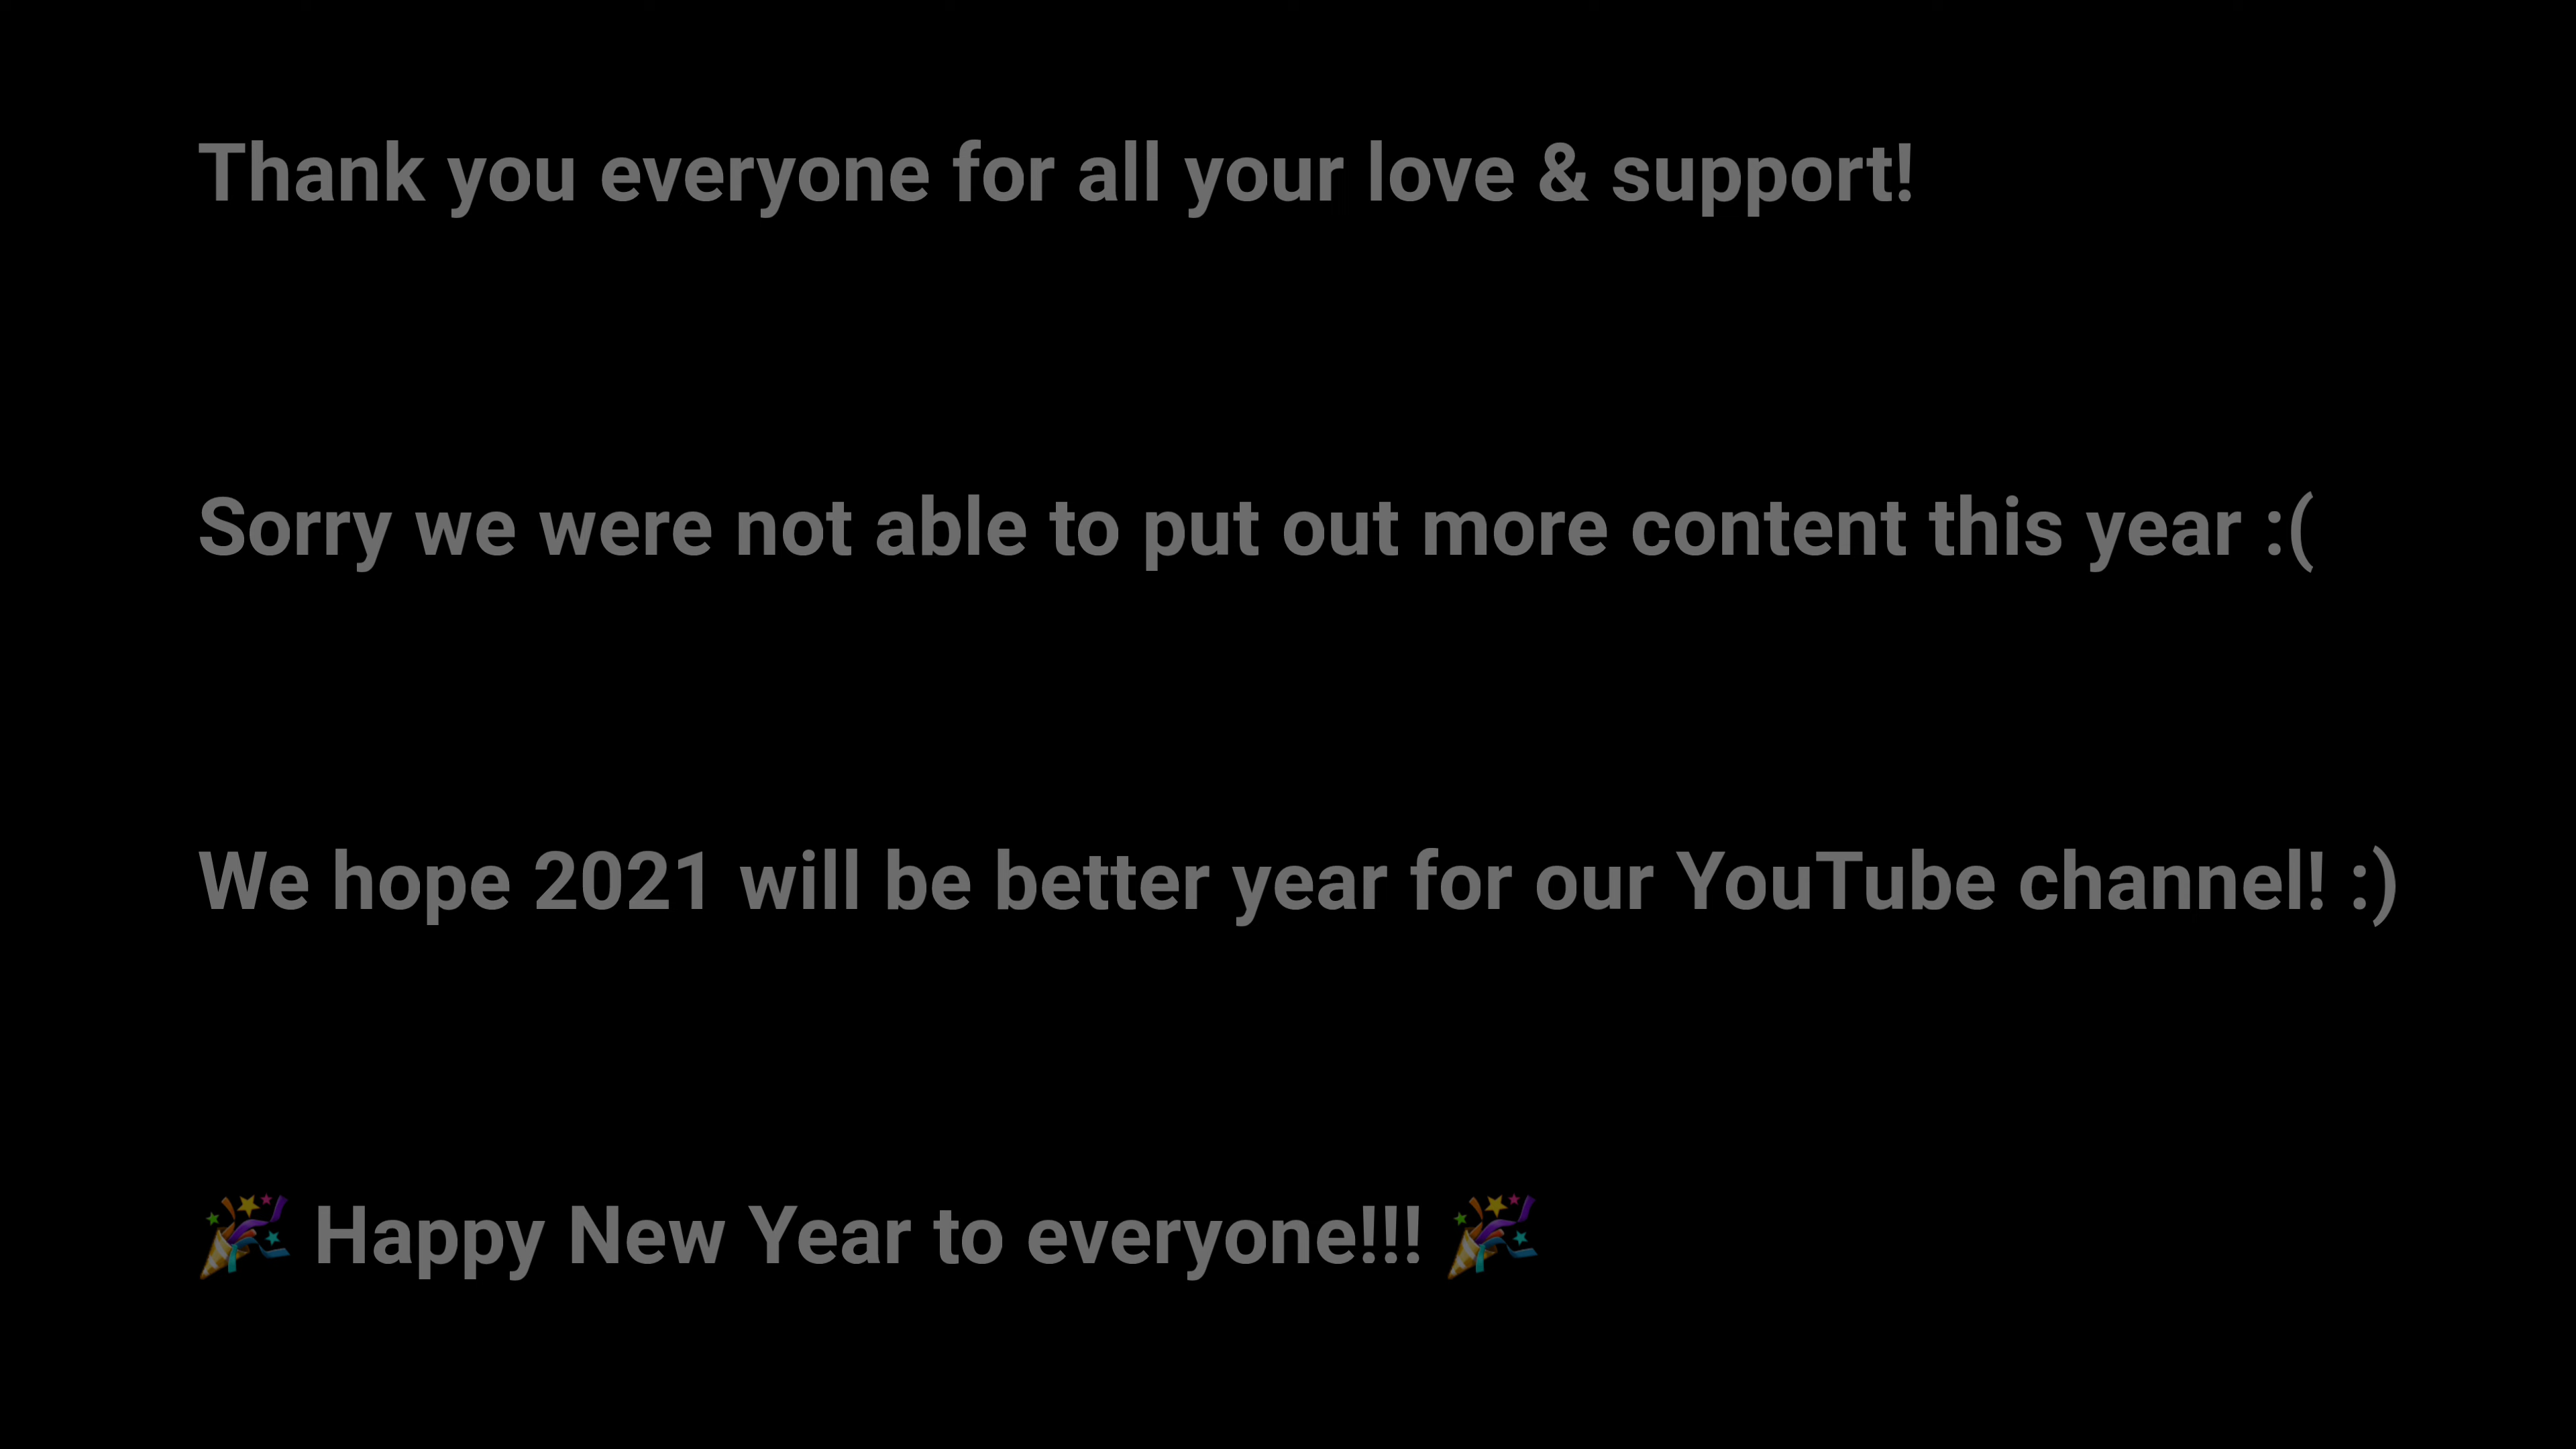 Thank you everyone for all your love & support!
Sorry we were not able to put out more content this year :(
We hope 2021 will be better year for our YouTube channel! :)
🎉 Happy New Year to everyone!!! 🎉